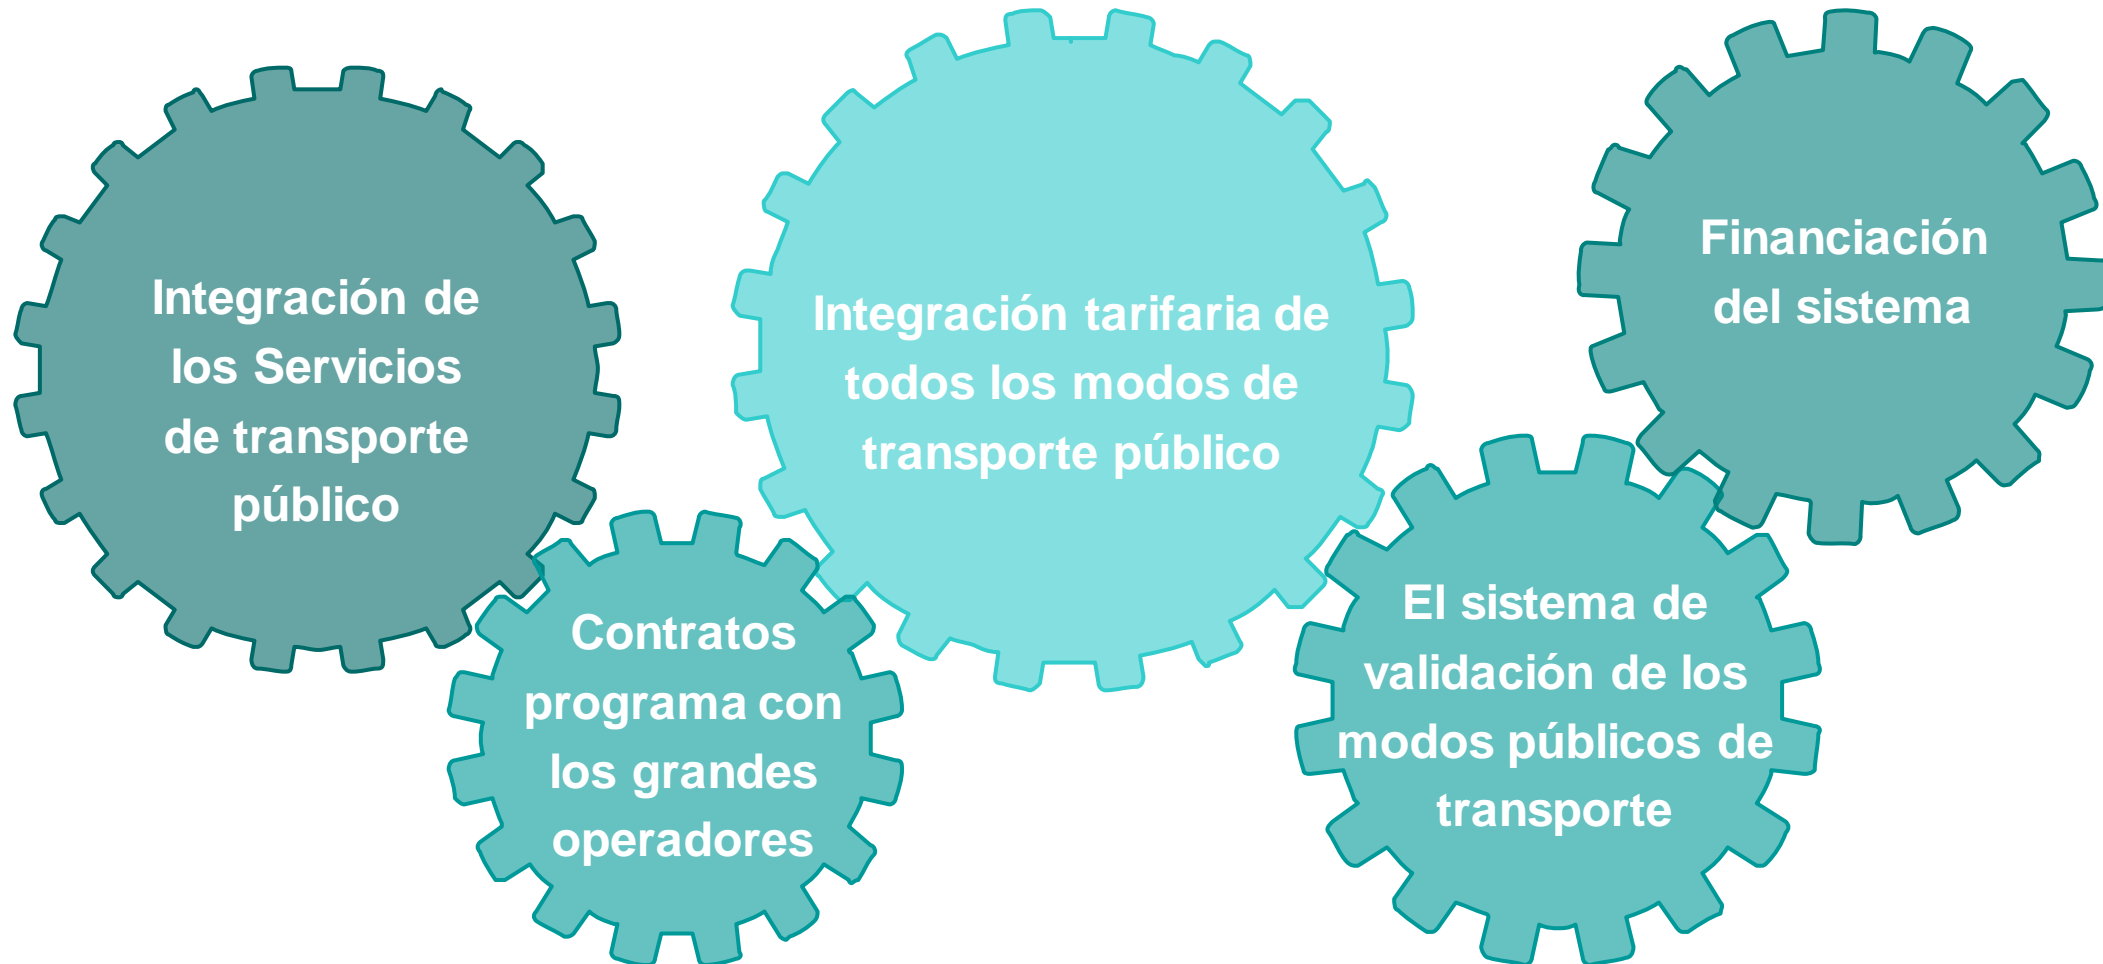 Integración de
los Servicios
de transporte
público
Contratos
programa con
los grandes
operadores
Integración tarifaria de
todos los modos de
transporte público
El sistema de
validación de los
modos públicos de
transporte
Financiación
del sistema